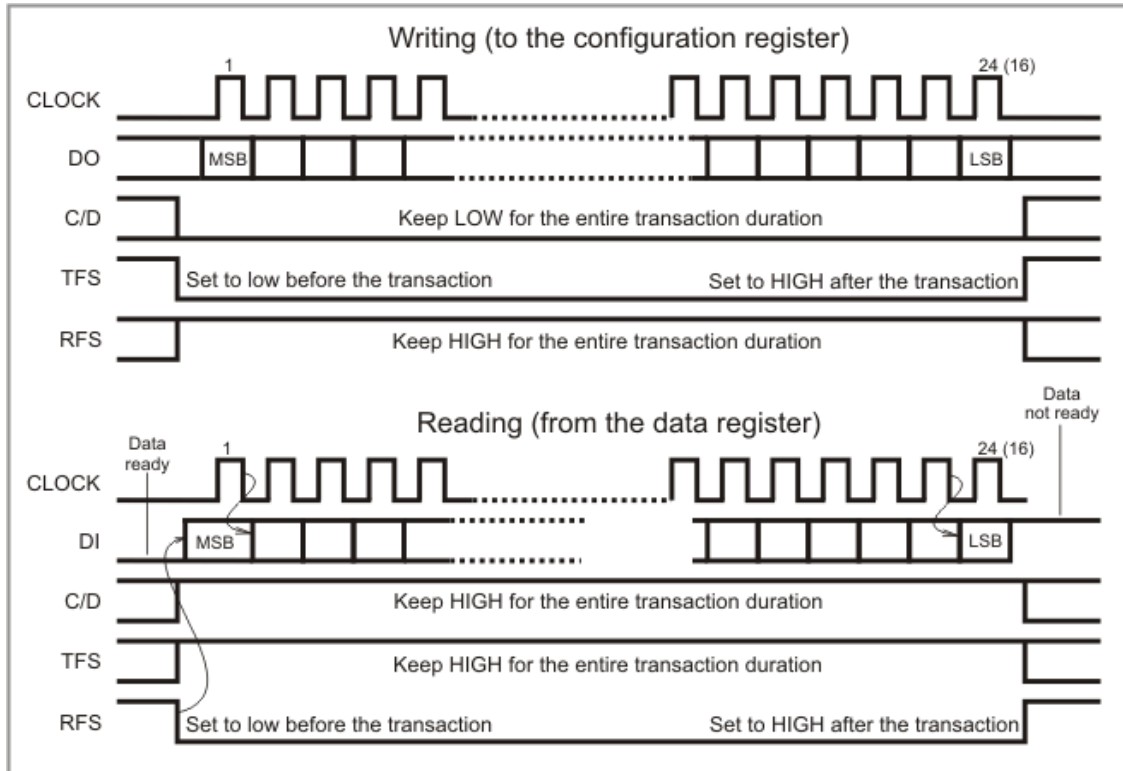 Writing (to the configuration register)
1
24 (16)
CLOCK
DO
MSB
LSB
C/D
Keep LOW for the entire transaction duration
TFS
Set to low before the transaction
Set to HIGH after the transaction
RFS
Keep HIGH for the entire transaction duration
Reading (from the data register)
Data
not ready
Data
ready
1
24 (16)
CLOCK
DI
MSB
LSB
C/D
Keep HIGH for the entire transaction duration
TFS
Keep HIGH for the entire transaction duration
RFS
Set to low before the transaction
Set to HIGH after the transaction